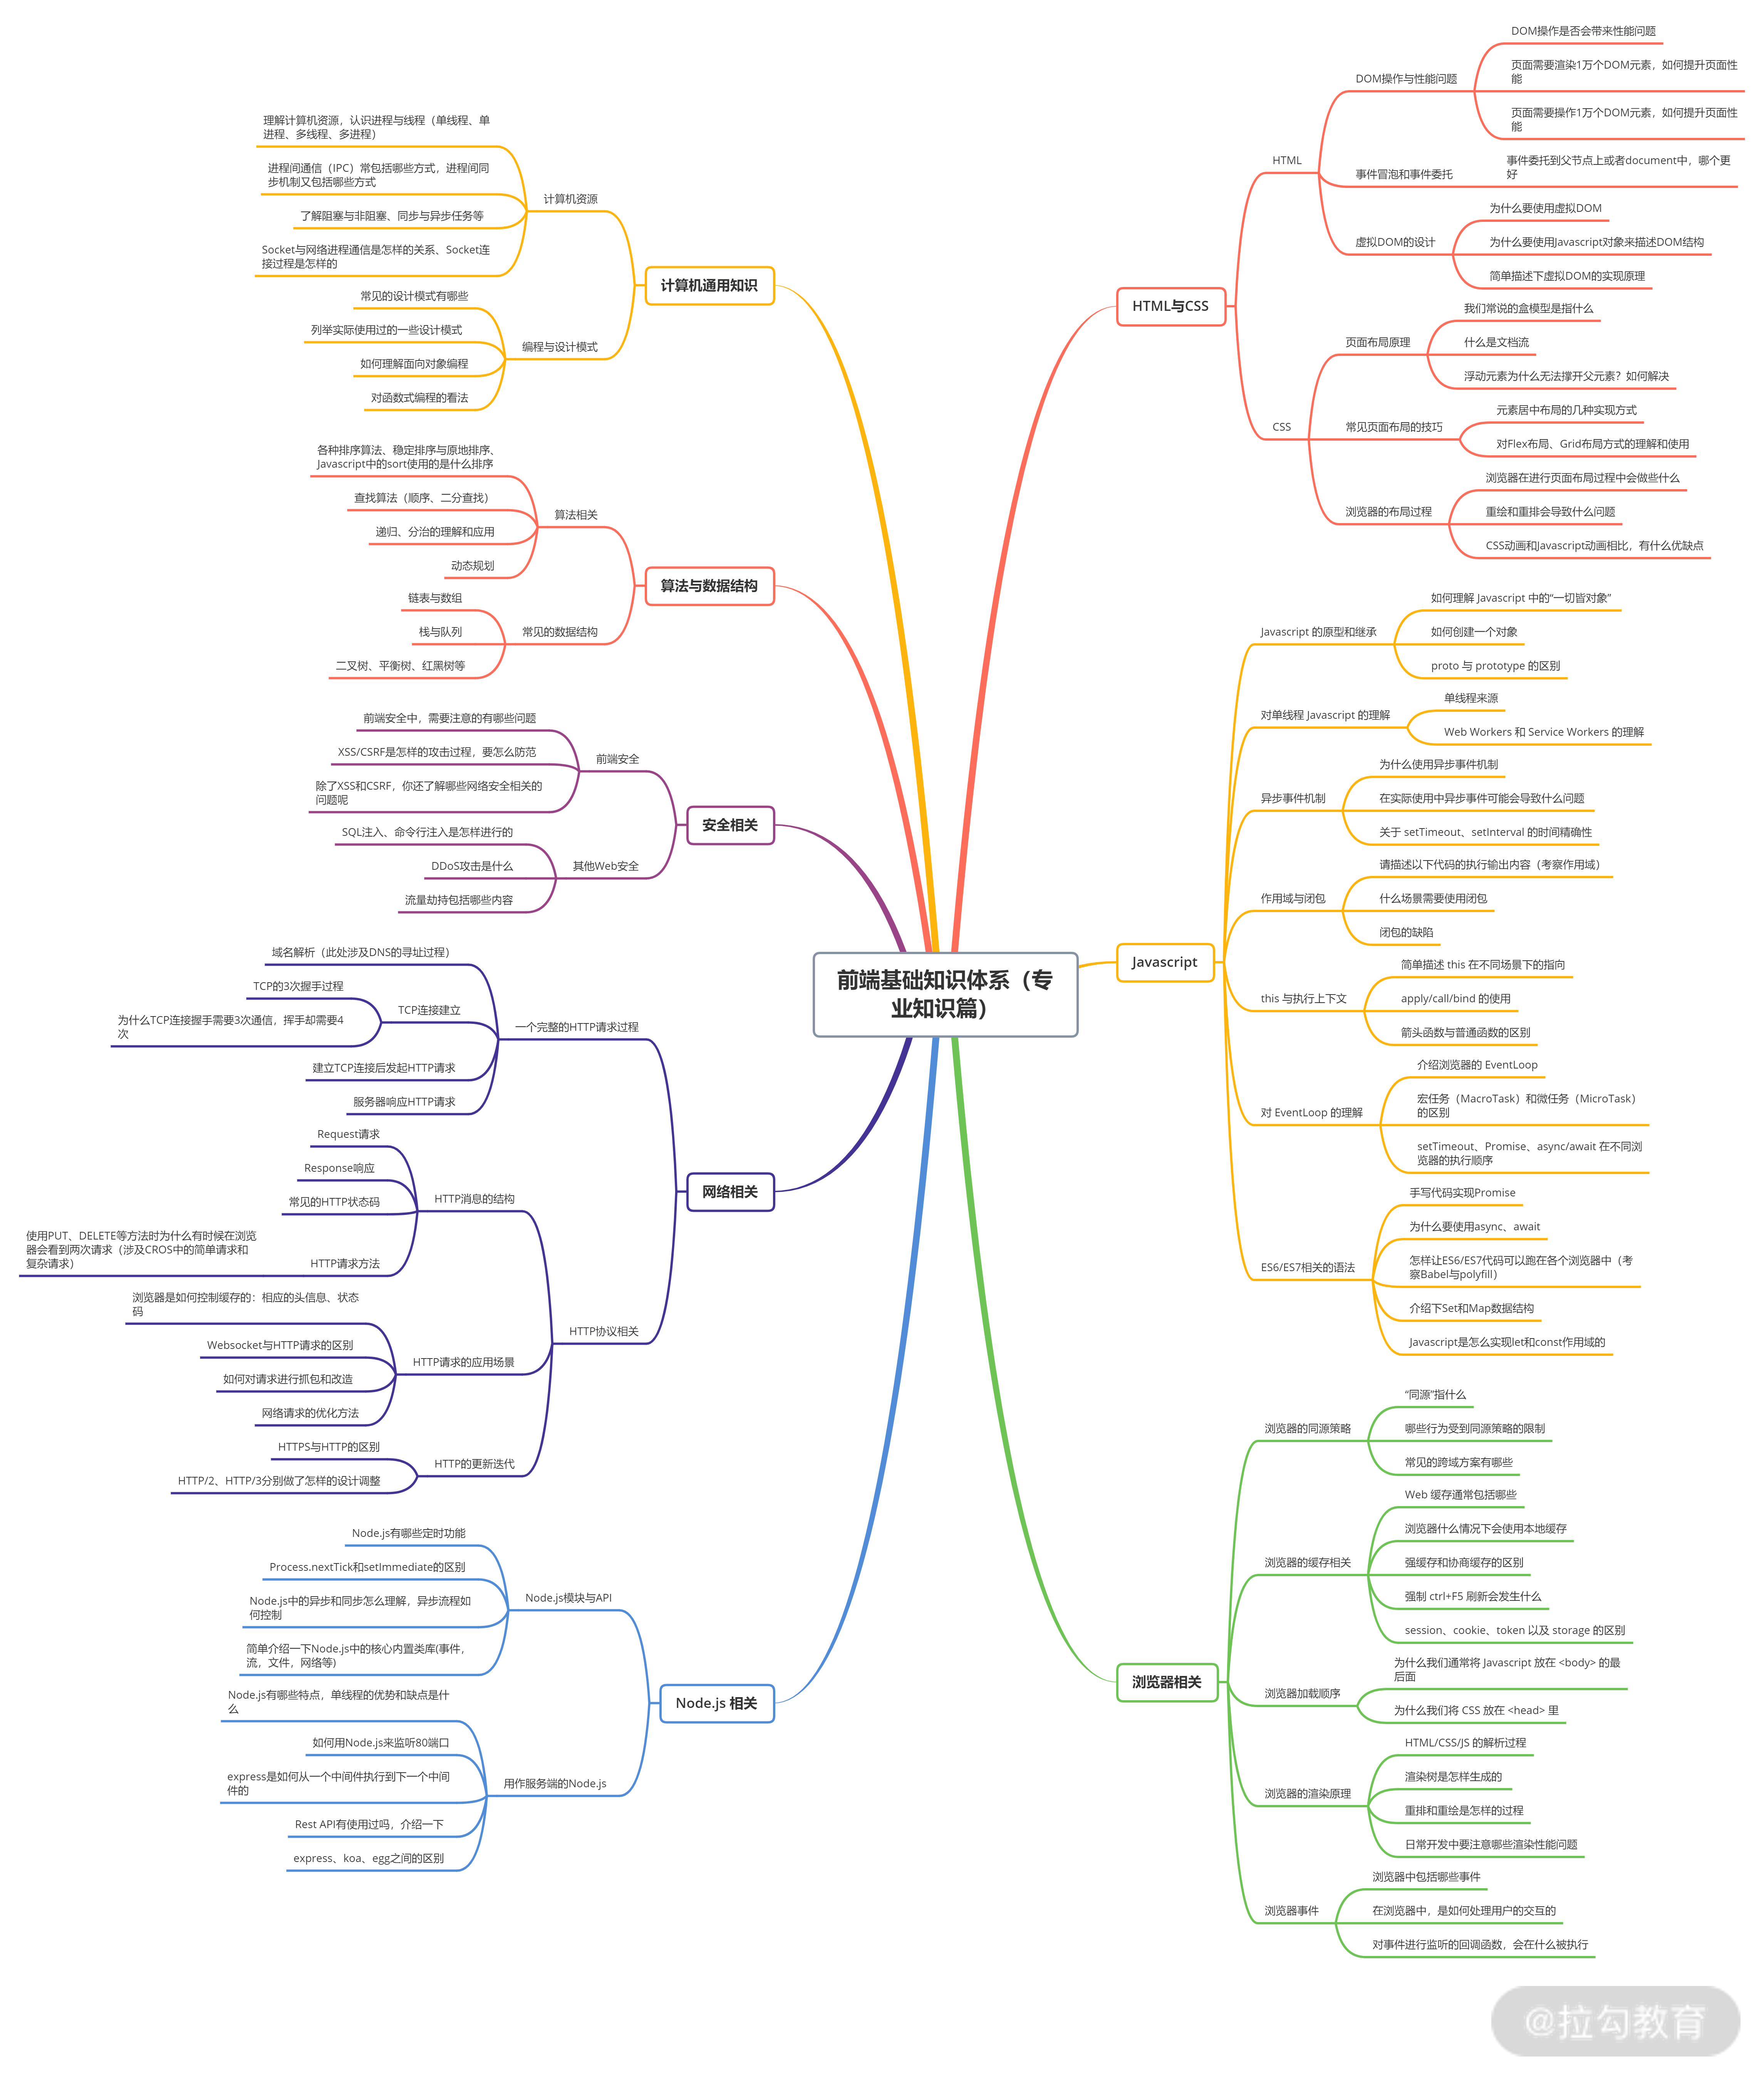 前端基础知识体系（专
业知识篇）
HTML与CSS
HTML
DOM操作与性能问题
DOM操作是否会带来性能问题
页面需要渲染1万个DOM元素，如何提升页面性
能
页面需要操作1万个DOM元素，如何提升页面性
能
事件冒泡和事件委托
事件委托到父节点上或者document中，哪个更
好
虚拟DOM的设计
为什么要使用虚拟DOM
为什么要使用Javascript对象来描述DOM结构
简单描述下虚拟DOM的实现原理
CSS
页面布局原理
我们常说的盒模型是指什么
什么是文档流
浮动元素为什么无法撑开父元素？如何解决
常见页面布局的技巧
元素居中布局的几种实现方式
对Flex布局、Grid布局方式的理解和使用
浏览器的布局过程
浏览器在进行页面布局过程中会做些什么
重绘和重排会导致什么问题
CSS动画和Javascript动画相比，有什么优缺点
Javascript
Javascript 的原型和继承
如何理解 Javascript 中的“一切皆对象”
如何创建一个对象
proto 与 prototype 的区别
对单线程 Javascript 的理解
单线程来源
Web Workers 和 Service Workers 的理解
异步事件机制
为什么使用异步事件机制
在实际使用中异步事件可能会导致什么问题
关于 setTimeout、setInterval 的时间精确性
作用域与闭包
请描述以下代码的执行输出内容（考察作用域）
什么场景需要使用闭包
闭包的缺陷
this 与执行上下文
简单描述 this 在不同场景下的指向
apply/call/bind 的使用
箭头函数与普通函数的区别
对 EventLoop 的理解
介绍浏览器的 EventLoop
宏任务（MacroTask）和微任务（MicroTask）
的区别
setTimeout、Promise、async/await 在不同浏
览器的执行顺序
ES6/ES7相关的语法
手写代码实现Promise
为什么要使用async、await
怎样让ES6/ES7代码可以跑在各个浏览器中（考
察Babel与polyfill）
介绍下Set和Map数据结构
Javascript是怎么实现let和const作用域的
浏览器相关
浏览器的同源策略
“同源”指什么
哪些行为受到同源策略的限制
常见的跨域方案有哪些
浏览器的缓存相关
Web 缓存通常包括哪些
浏览器什么情况下会使用本地缓存
强缓存和协商缓存的区别
强制 ctrl+F5 刷新会发生什么
session、cookie、token 以及 storage 的区别
浏览器加载顺序
为什么我们通常将 Javascript 放在 <body> 的最
后面
为什么我们将 CSS 放在 <head> 里
浏览器的渲染原理
HTML/CSS/JS 的解析过程
渲染树是怎样生成的
重排和重绘是怎样的过程
日常开发中要注意哪些渲染性能问题
浏览器事件
浏览器中包括哪些事件
在浏览器中，是如何处理用户的交互的
对事件进行监听的回调函数，会在什么被执行
计算机通用知识
计算机资源
理解计算机资源，认识进程与线程（单线程、单
进程、多线程、多进程）
进程间通信（IPC）常包括哪些方式，进程间同
步机制又包括哪些方式
了解阻塞与非阻塞、同步与异步任务等
Socket与网络进程通信是怎样的关系、Socket连
接过程是怎样的
编程与设计模式
常见的设计模式有哪些
列举实际使用过的一些设计模式
如何理解面向对象编程
对函数式编程的看法
算法与数据结构
算法相关
各种排序算法、稳定排序与原地排序、
Javascript中的sort使用的是什么排序
查找算法（顺序、二分查找）
递归、分治的理解和应用
动态规划
常见的数据结构
链表与数组
栈与队列
二叉树、平衡树、红黑树等
安全相关
前端安全
前端安全中，需要注意的有哪些问题
XSS/CSRF是怎样的攻击过程，要怎么防范
除了XSS和CSRF，你还了解哪些网络安全相关的
问题呢
其他Web安全
SQL注入、命令行注入是怎样进行的
DDoS攻击是什么
流量劫持包括哪些内容
网络相关
一个完整的HTTP请求过程
域名解析（此处涉及DNS的寻址过程）
TCP连接建立
TCP的3次握手过程
为什么TCP连接握手需要3次通信，挥手却需要4
次
建立TCP连接后发起HTTP请求
服务器响应HTTP请求
HTTP协议相关
HTTP消息的结构
Request请求
Response响应
常见的HTTP状态码
HTTP请求方法
使用PUT、DELETE等方法时为什么有时候在浏览
器会看到两次请求（涉及CROS中的简单请求和
复杂请求）
HTTP请求的应用场景
浏览器是如何控制缓存的：相应的头信息、状态
码
Websocket与HTTP请求的区别
如何对请求进行抓包和改造
网络请求的优化方法
HTTP的更新迭代
HTTPS与HTTP的区别
HTTP/2、HTTP/3分别做了怎样的设计调整
Node.js 相关
Node.js模块与API
Node.js有哪些定时功能
Process.nextTick和setImmediate的区别
Node.js中的异步和同步怎么理解，异步流程如
何控制
简单介绍一下Node.js中的核心内置类库(事件，
流，文件，网络等)
用作服务端的Node.js
Node.js有哪些特点，单线程的优势和缺点是什
么
如何用Node.js来监听80端口
express是如何从一个中间件执行到下一个中间
件的
Rest API有使用过吗，介绍一下
express、koa、egg之间的区别
@拉勾教育